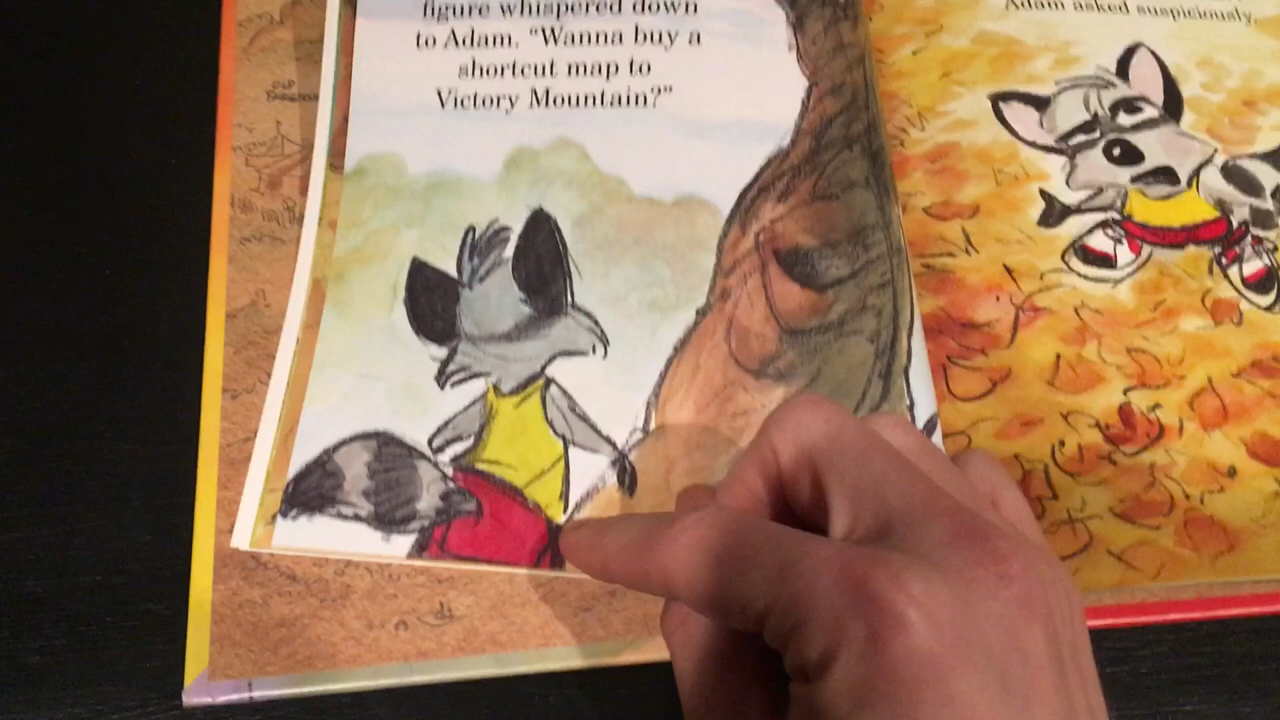 figure whispered down
to Adam. “Wanna buy a
shortcut map to
Victory Mountain?”
Adam asked suspiciously.